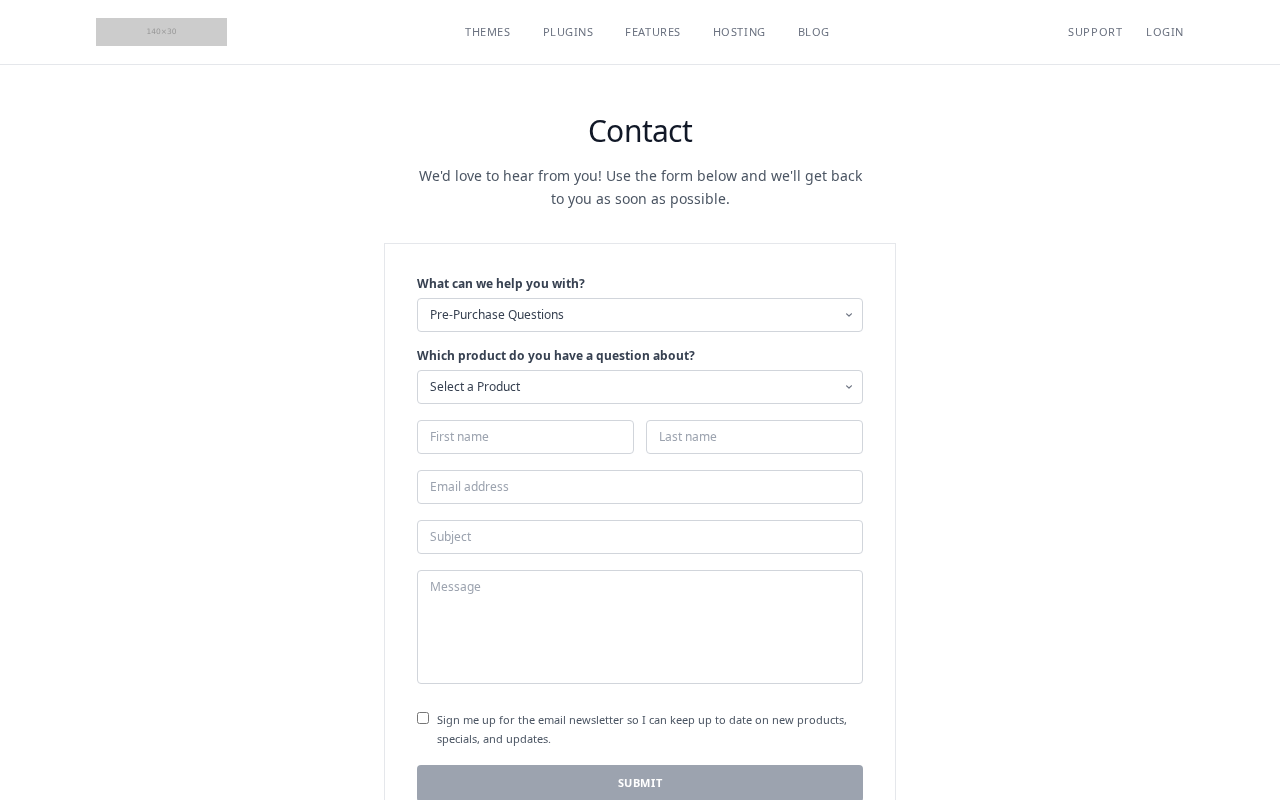 140×30
THEMES PLUGINS FEATURES HOSTING BLOG SUPPORT LOGIN
Contact
We'd love to hear from you! Use the form below and we'll get back
to you as soon as possible.
What can we help you with?
Pre-Purchase Questions
Which product do you have a question about?
Select a Product
First name Last name
Email address
Subject
Message
Sign me up for the email newsletter so I can keep up to date on new products,
specials, and updates.
SUBMIT